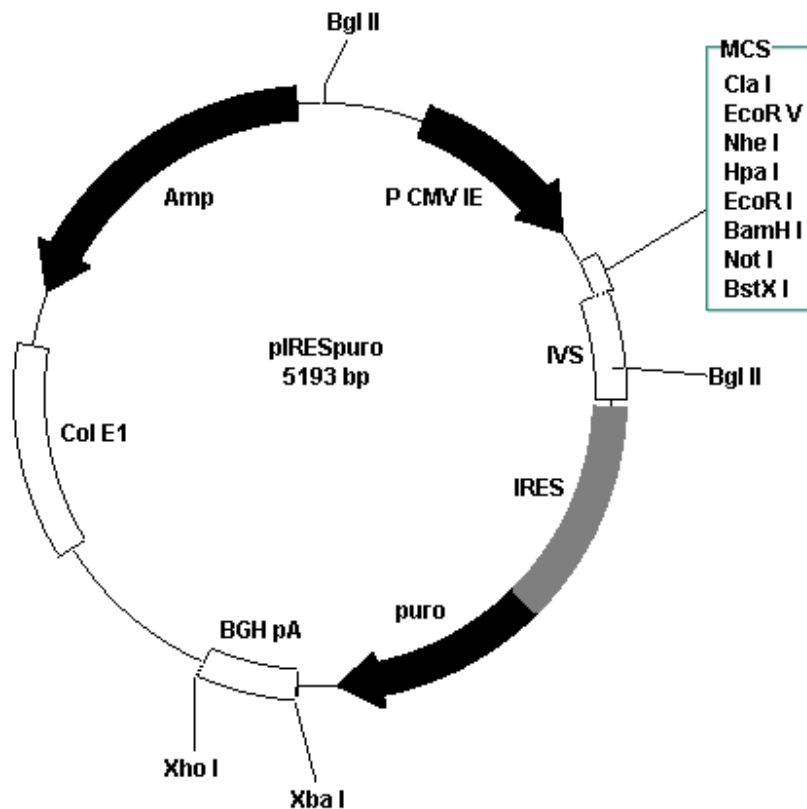 Bgl II
MCS
Cla I
EcoR V
Nhe I
Hpa I
EcoR I
BamH I
Not I
BstX I
Amp
P CMV IE
pIRESpuro
5193 bp
IVS
Bgl II
Col E1
IRES
puro
BGH pA
Xho I
Xba I